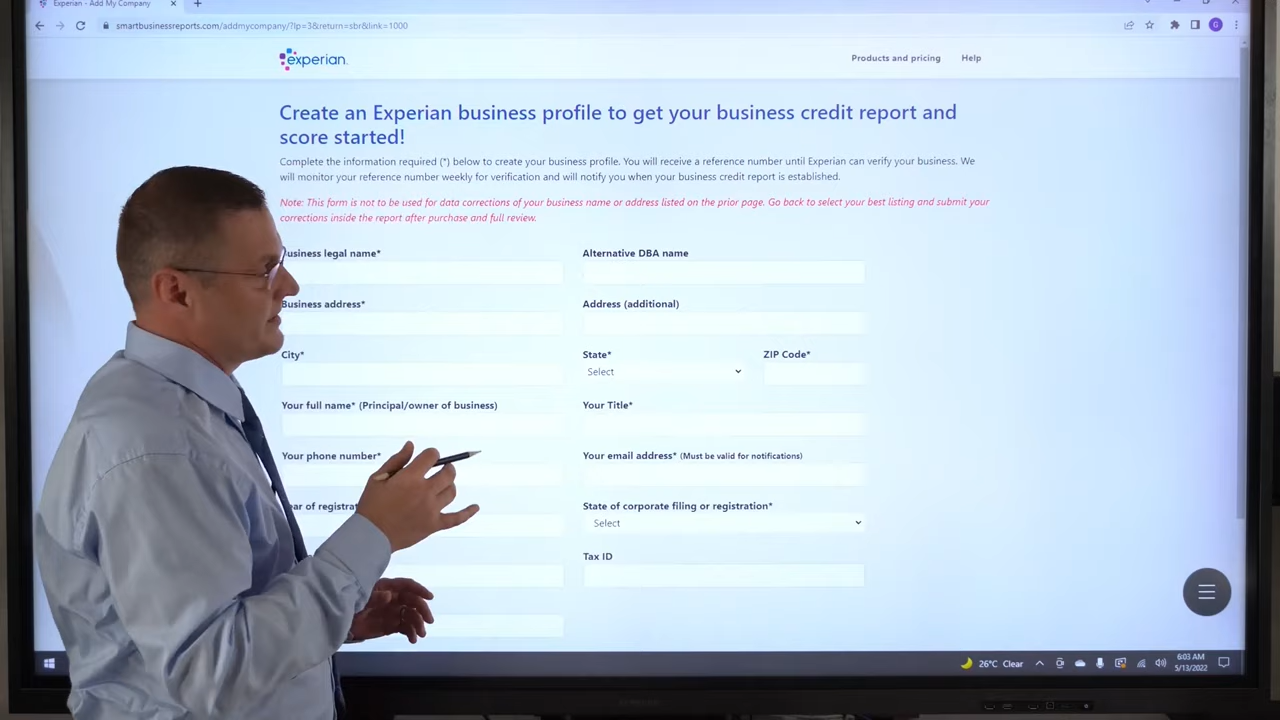 Experian - Add My Company
smartbusinessreports.com/addmycompany/?lp=3&return=sbr&link=1000
G
experian.
Products and pricing
Help
Create an Experian business profile to get your business credit report and
score started!
Complete the information required (*) below to create your business profile. You will receive a reference number until Experian can verify your business. We
will monitor your reference number weekly for verification and will notify you when your business credit report is established.
Note: This form is not to be used for data corrections of your business name or address listed on the prior page. Go back to select your best listing and submit your
corrections inside the report after purchase and full review.
Business legal name*
Alternative DBA name
Business address*
Address (additional)
City*
State*
ZIP Code*
Select
Your full name* (Principal/owner of business)
Your Title*
Your phone number*
Your email address* (Must be valid for notifications)
State of corporate filing or registration*
Select
Tax ID
26°C Clear
6:03 AM
5/13/2022